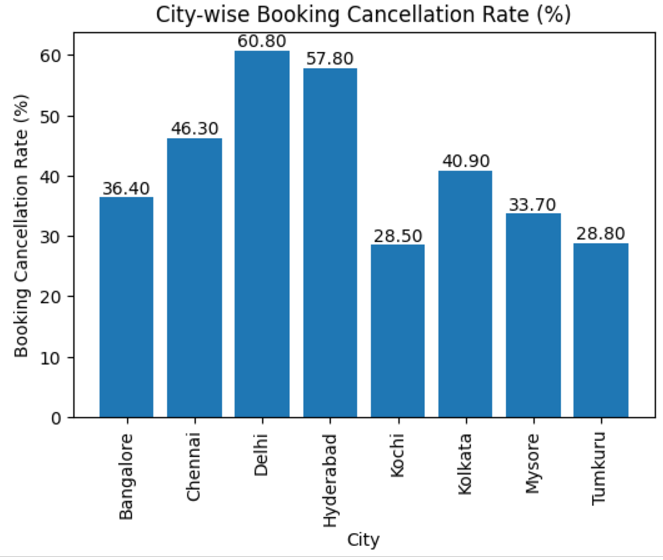 City-wise Booking Cancellation Rate (%)
Booking Cancellation Rate (%)
60
50
40
30
20
10
0
36.40
46.30
60.80
57.80
28.50
40.90
33.70
28.80
Bangalore
Chennai
Delhi
Hyderabad
Kochi
Kolkata
Mysore
Tumkuru
City